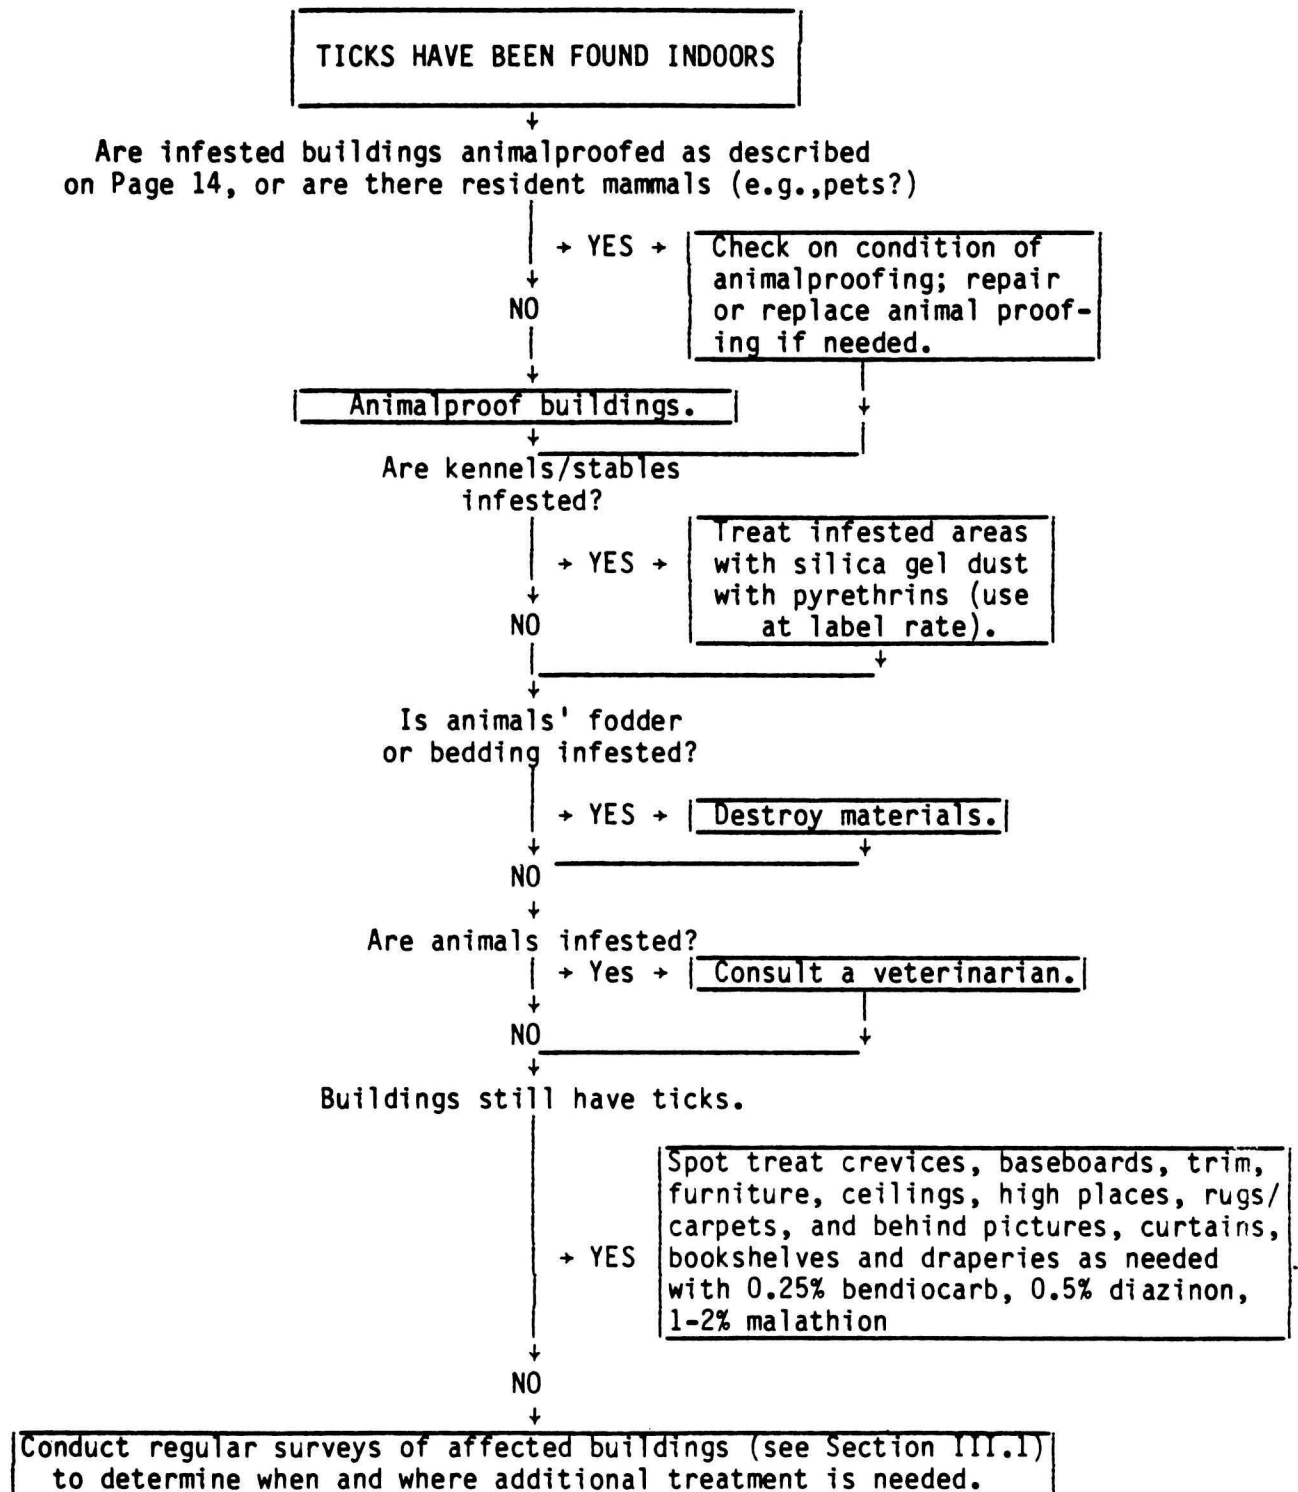 TICKS HAVE BEEN FOUND INDOORS
Are infested buildings animalproofed as described
on Page 14, or are there resident mammals (e.g.,pets?)
→ YES →
Check on condition of
animalproofing; repair
or replace animal proof-
ing if needed.
NO
Animalproof buildings.
Are kennels/stables
infested?
→ YES →
Treat infested areas
with silica gel dust
with pyrethrins (use
at label rate).
NO
Is animals' fodder
or bedding infested?
→ YES →
Destroy materials.
NO
Are animals infested?
→ Yes →
Consult a veterinarian.
NO
Buildings still have ticks.
→ YES
Spot treat crevices, baseboards, trim,
furniture, ceilings, high places, rugs/
carpets, and behind pictures, curtains,
bookshelves and draperies as needed
with 0.25% bendiocarb, 0.5% diazinon,
1-2% malathion
NO
Conduct regular surveys of affected buildings (see Section III.1)
to determine when and where additional treatment is needed.